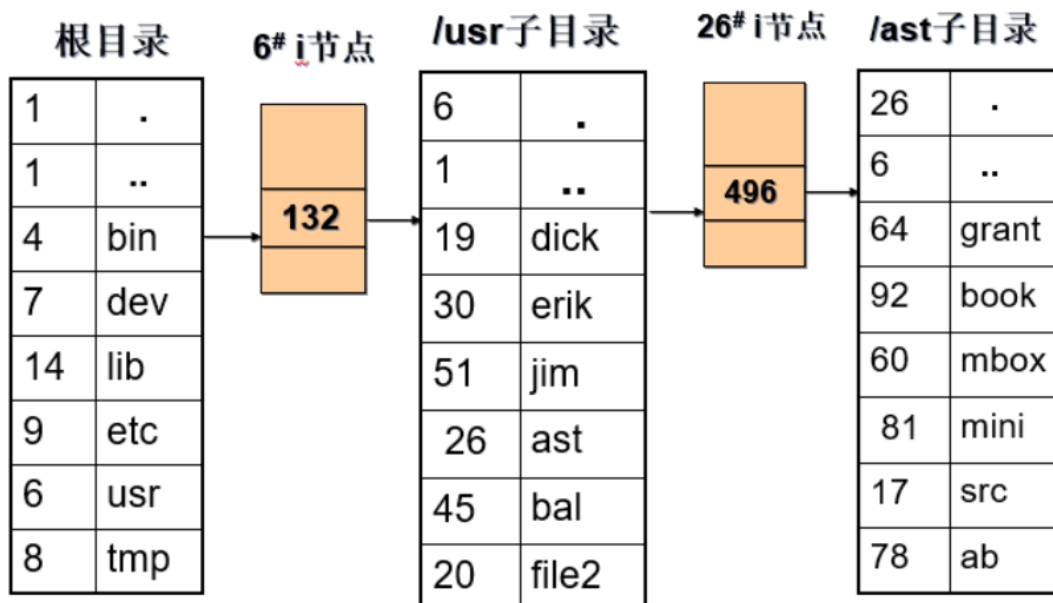 根目录
1 .
1 ..
4 bin
7 dev
14 lib
9 etc
6 usr
8 tmp
6# i节点
132
/usr子目录
6 .
1 ..
19 dick
30 erik
51 jim
26 ast
45 bal
20 file2
26# i节点
496
/ast子目录
26 .
6 ..
64 grant
92 book
60 mbox
81 mini
17 src
78 ab